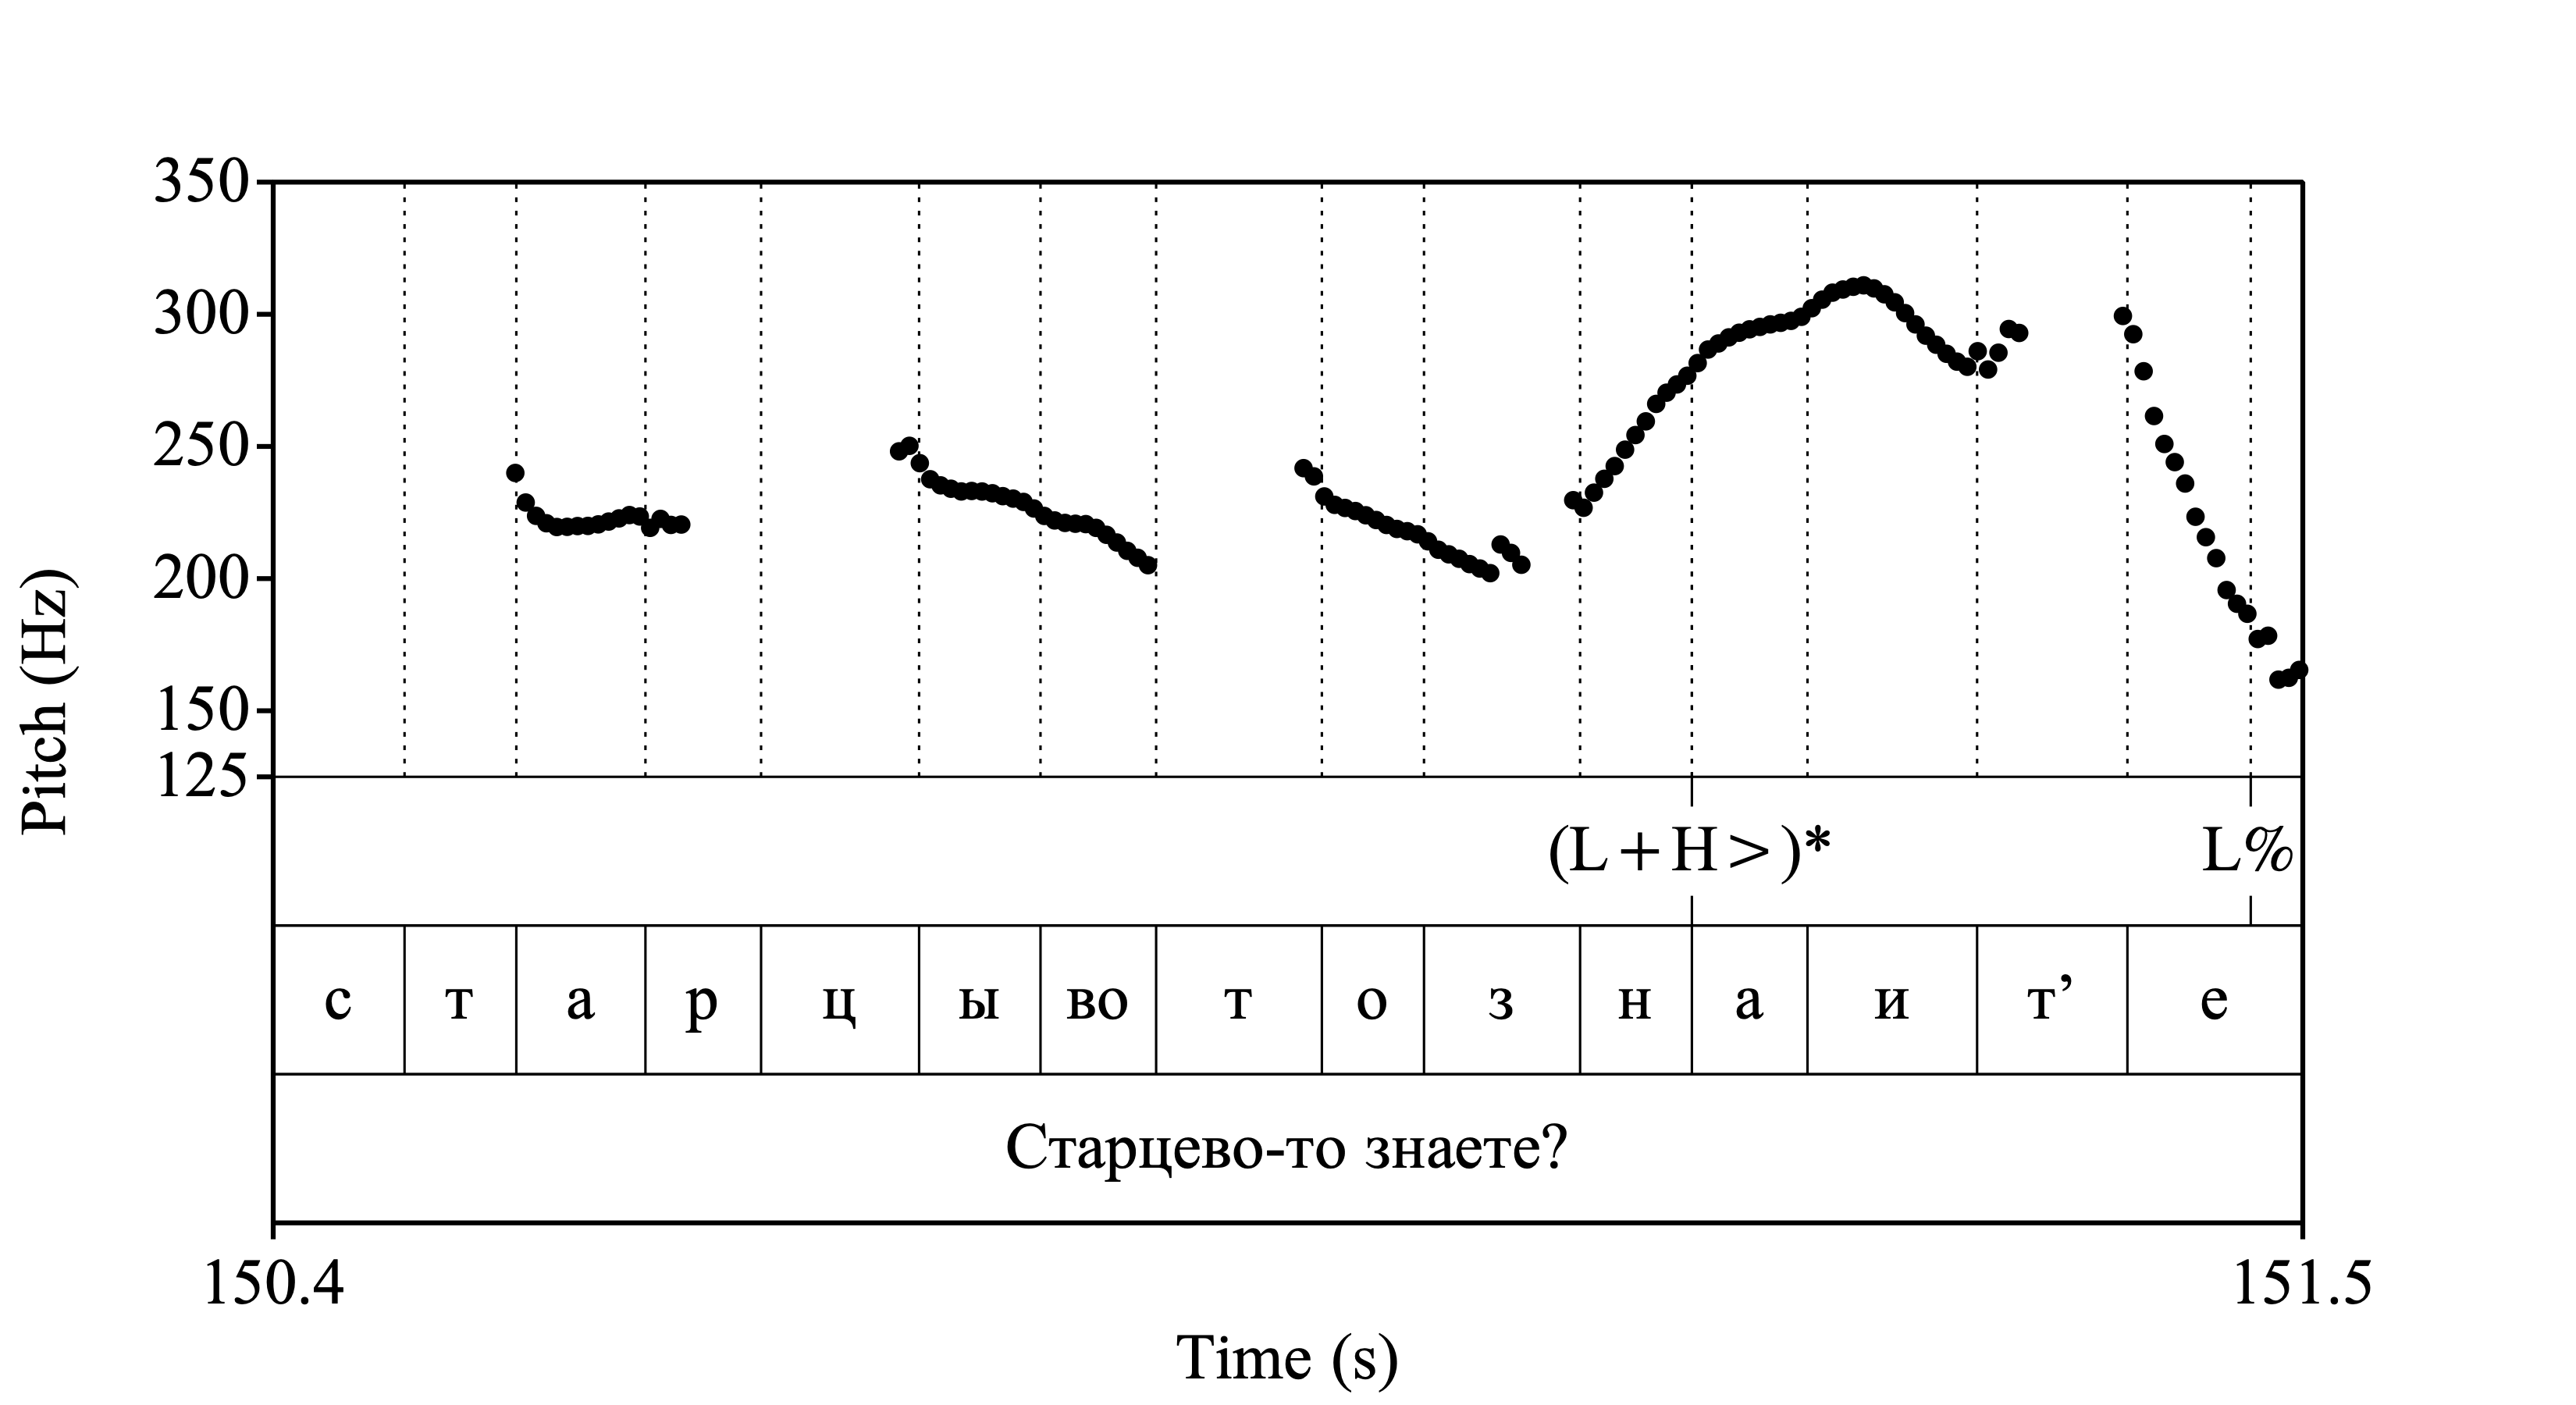 350
300
250
200
150
125
Pitch (Hz)
(L+H>)* L%
с т а р ц ы во т о з н а и т’ е
Старцево-то знаете?
150.4 151.5
Time (s)